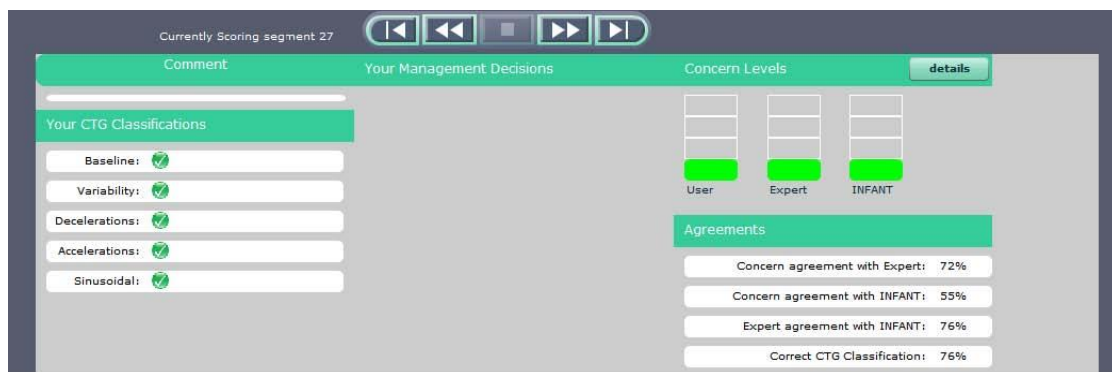 Currently Scoring segment 27
Comment
Your Management Decisions
Concern Levels
details
Your CTG Classifications
Baseline:
Variability:
Decelerations:
Accelerations:
Sinusoidal:
User Expert INFANT
Agreements
Concern agreement with Expert: 72%
Concern agreement with INFANT: 55%
Expert agreement with INFANT: 76%
Correct CTG Classification: 76%